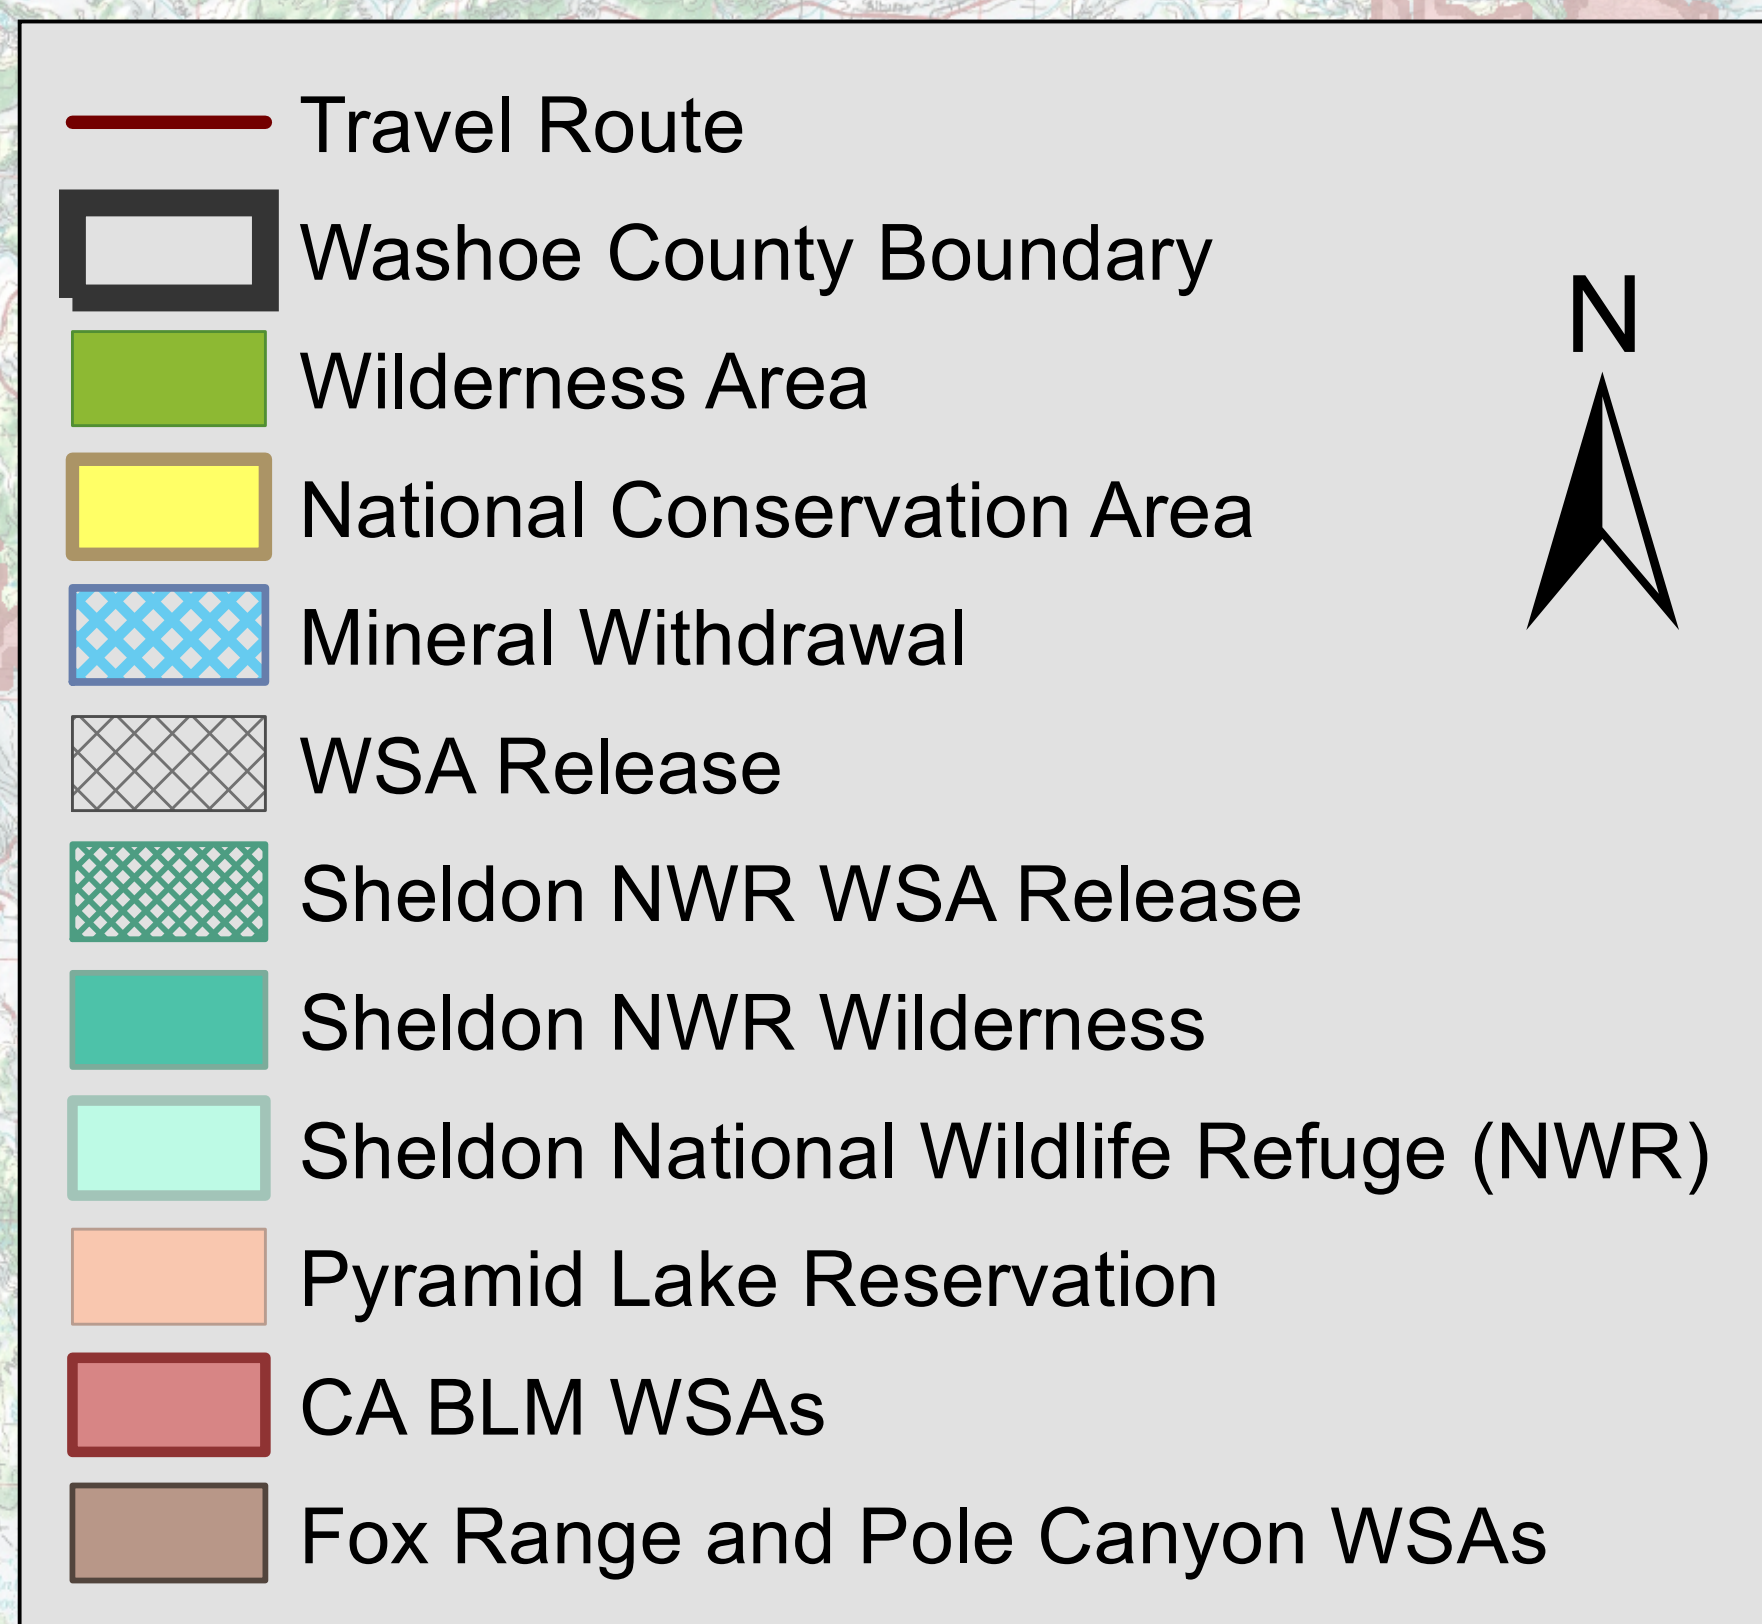 Travel Route
Washoe County Boundary
N
Wilderness Area
National Conservation Area
Mineral Withdrawal
WSA Release
Sheldon NWR WSA Release
Sheldon NWR Wilderness
Sheldon National Wildlife Refuge (NWR)
Pyramid Lake Reservation
CA BLM WSAs
Fox Range and Pole Canyon WSAs